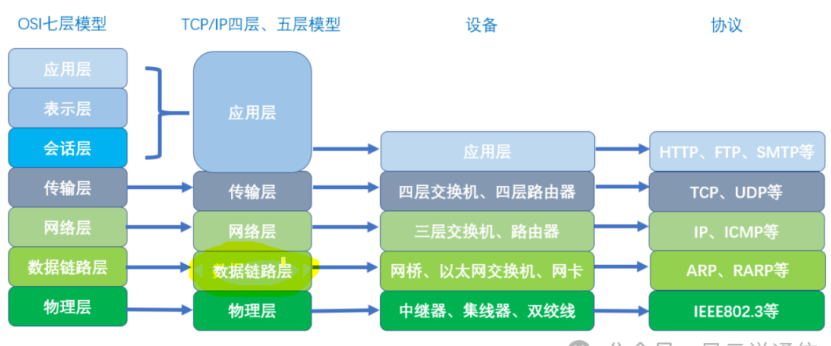 OSI七层模型 TCP/IP四层、五层模型 设备 协议
应用层
表示层
应用层
会话层 应用层 HTTP、FTP、SMTP等
传输层 传输层 四层交换机、四层路由器 TCP、UDP等
网络层 网络层 三层交换机、路由器 IP、ICMP等
数据链路层 数据链路层 网桥、以太网交换机、网卡 ARP、RARP等
物理层 物理层 中继器、集线器、双绞线 IEEE802.3等